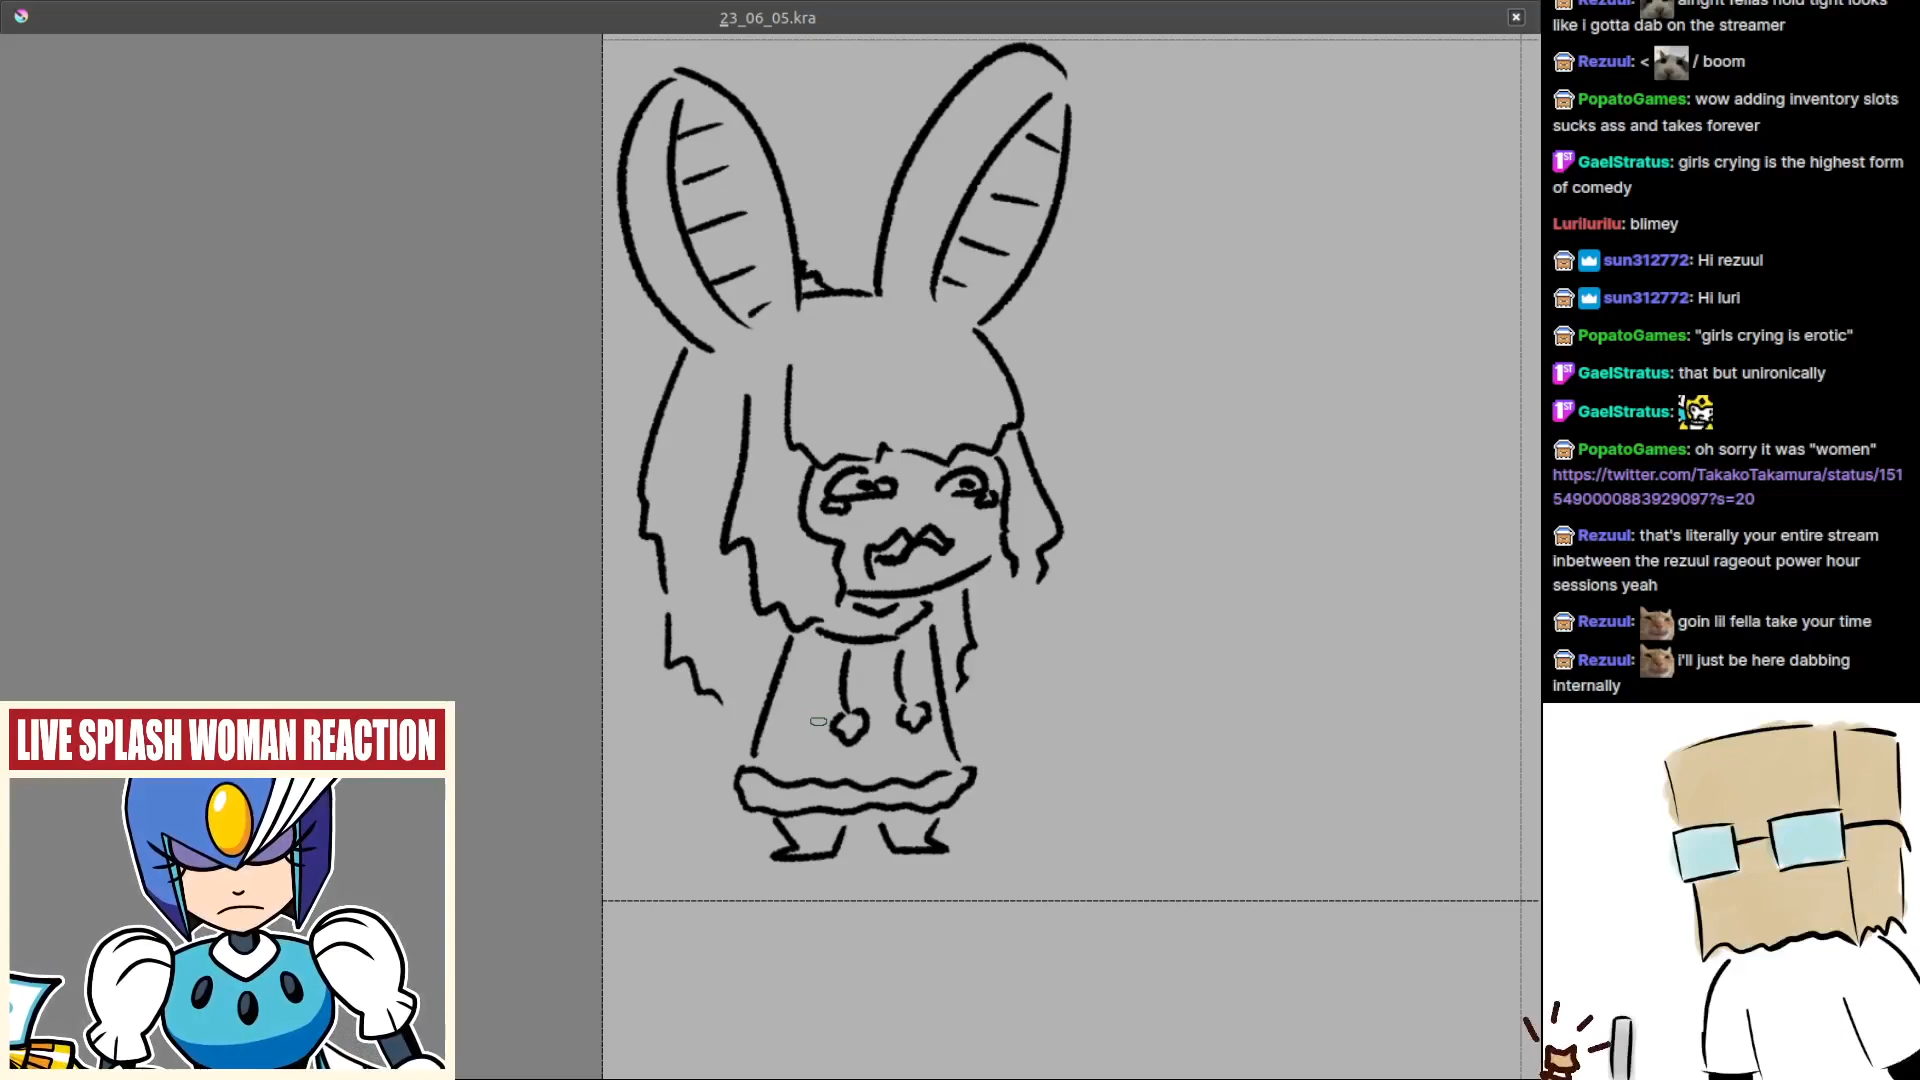 23_06_05.kra
like i gotta dab on the streamer
Rezuul: < / boom
PopatoGames: wow adding inventory slots
sucks ass and takes forever
GaelStratus: girls crying is the highest form
of comedy
Lurilurilu: blimey
sun312772: Hi rezuul
sun312772: Hi luri
PopatoGames: "girls crying is erotic"
GaelStratus: that but unironically
GaelStratus:
PopatoGames: oh sorry it was "women"
https://twitter.com/TakakoTakamura/status/151
5490000883929097?s=20
Rezuul: that's literally your entire stream
inbetween the rezuul rageout power hour
sessions yeah
Rezuul: goin lil fella take your time
Rezuul: i'll just be here dabbing
internally
LIVE SPLASH WOMAN REACTION